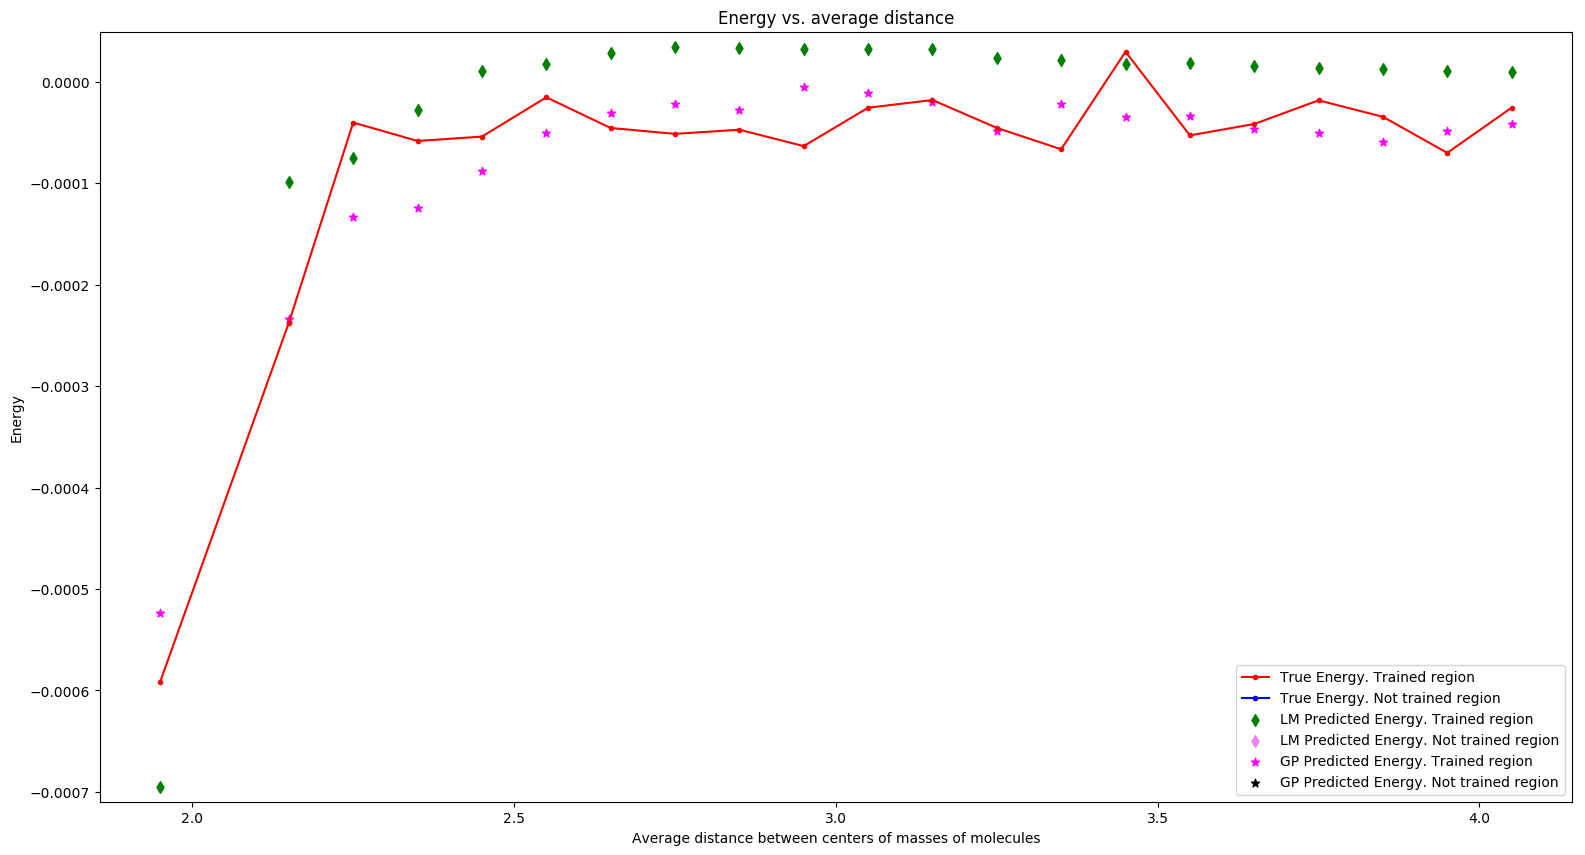 Energy vs. average distance
0.0000
−0.0001
−0.0002
−0.0003
−0.0004
−0.0005
−0.0006
−0.0007
Energy
2.0
2.5
3.0
3.5
4.0
Average distance between centers of masses of molecules
True Energy. Trained region
True Energy. Not trained region
LM Predicted Energy. Trained region
LM Predicted Energy. Not trained region
GP Predicted Energy. Trained region
GP Predicted Energy. Not trained region